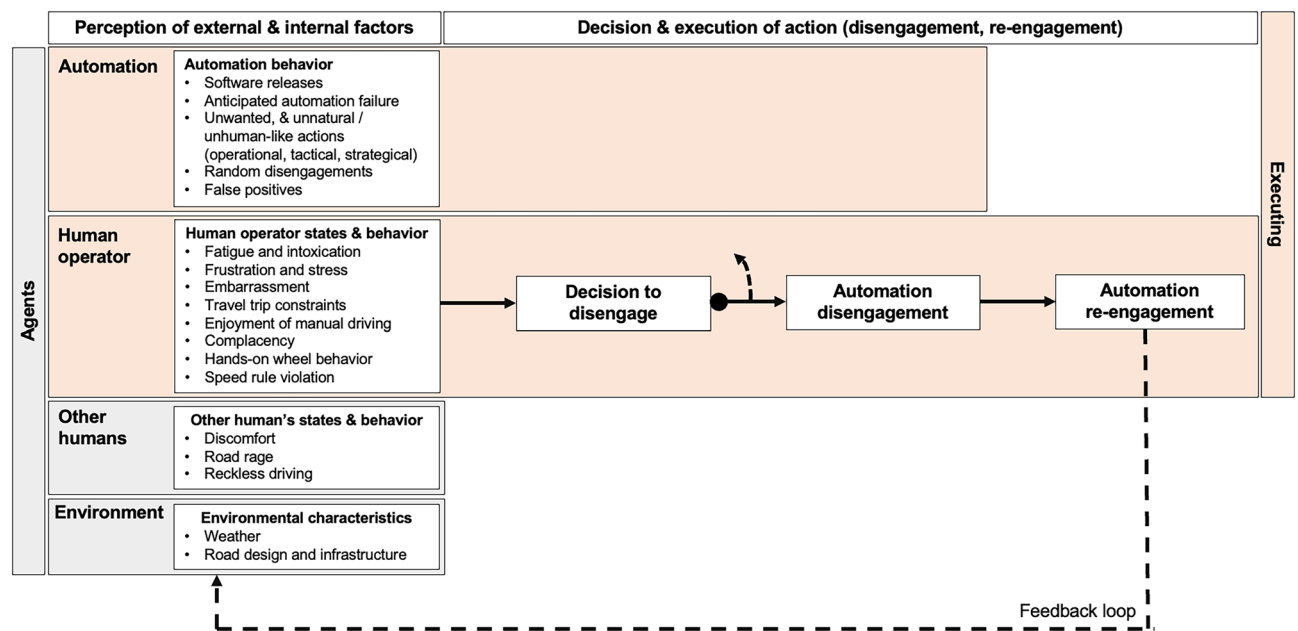 Perception of external & internal factors
Decision & execution of action (disengagement, re-engagement)
Agents
Executing
Automation
Automation behavior
• Software releases
• Anticipated automation failure
• Unwanted, & unnatural /
unhuman-like actions
(operational, tactical, strategical)
• Random disengagements
• False positives
Human
operator
Human operator states & behavior
• Fatigue and intoxication
• Frustration and stress
• Embarrassment
• Travel trip constraints
• Enjoyment of manual driving
• Complacency
• Hands-on wheel behavior
• Speed rule violation
Decision to
disengage
Automation
disengagement
Automation
re-engagement
Other
humans
Other human's states & behavior
• Discomfort
• Road rage
• Reckless driving
Environment
Environmental characteristics
• Weather
• Road design and infrastructure
Feedback loop